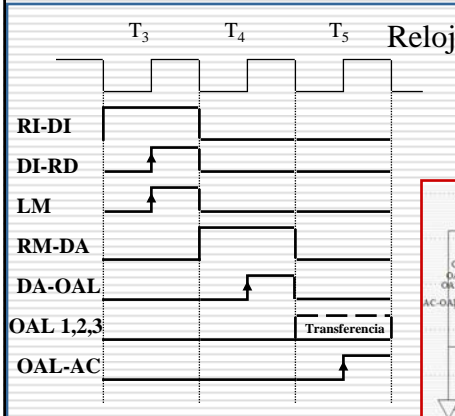 T3 T4 T5 Reloj
RI-DI
DI-RD
LM
RM-DA
DA-OAL
OAL 1,2,3 Transferencia
OAL-AC